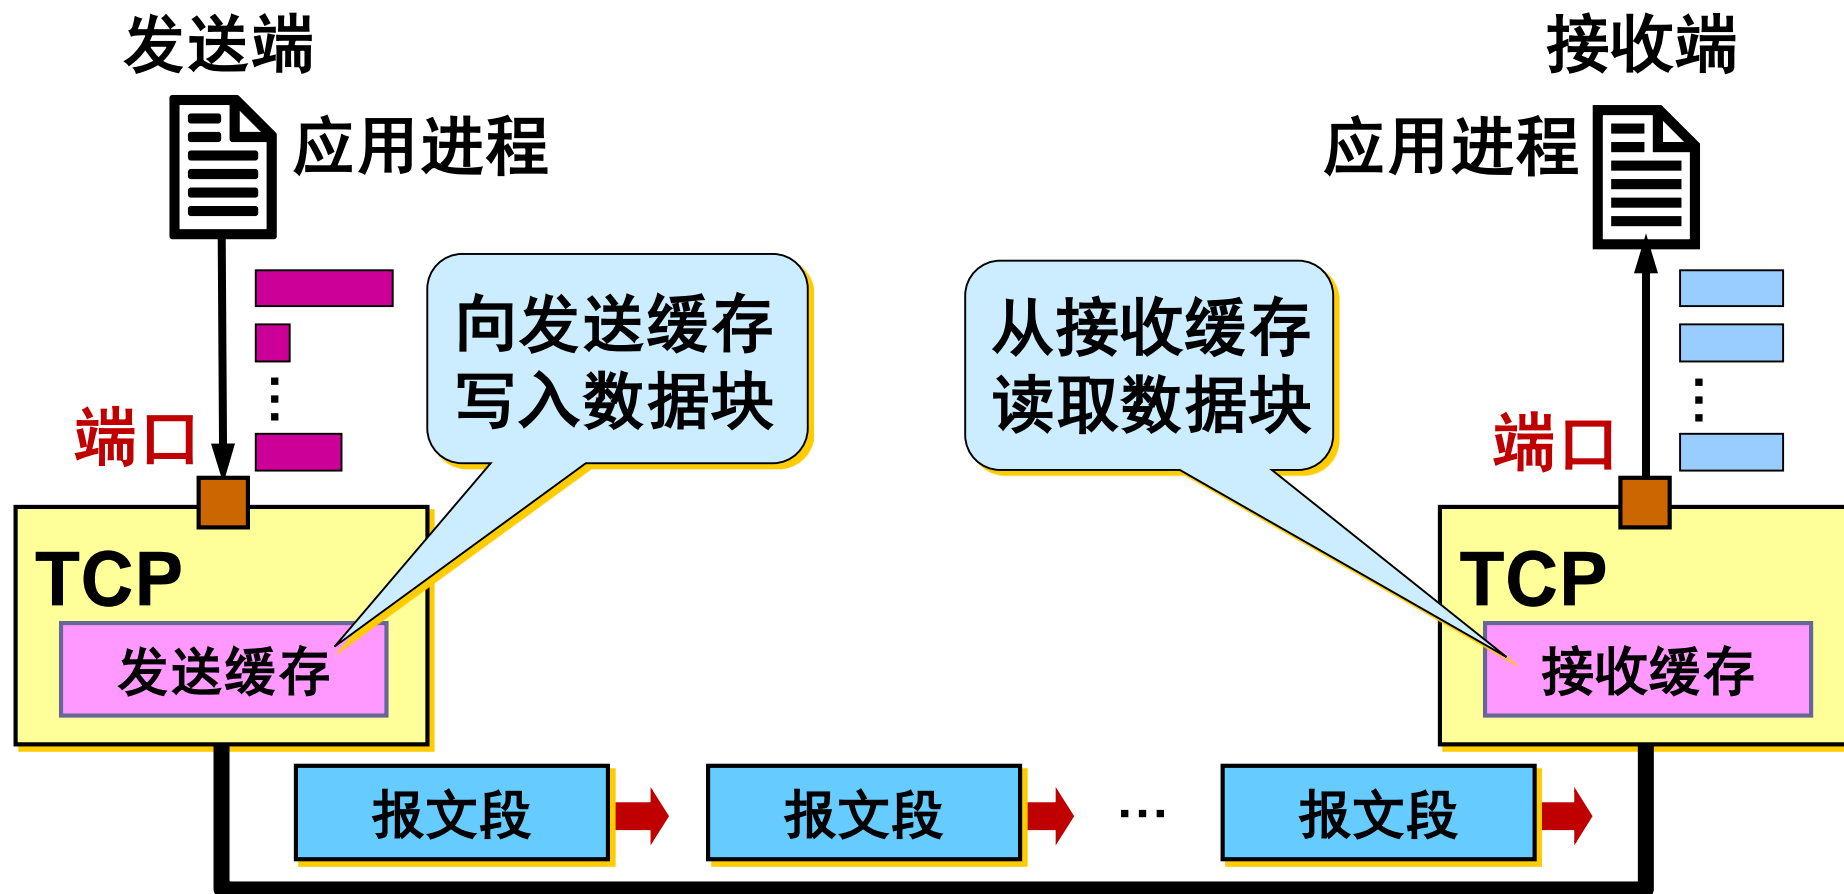 发送端
接收端
应用进程
应用进程
向发送缓存
写入数据块
从接收缓存
读取数据块
端口
端口
TCP
TCP
发送缓存
接收缓存
报文段
报文段
…
报文段